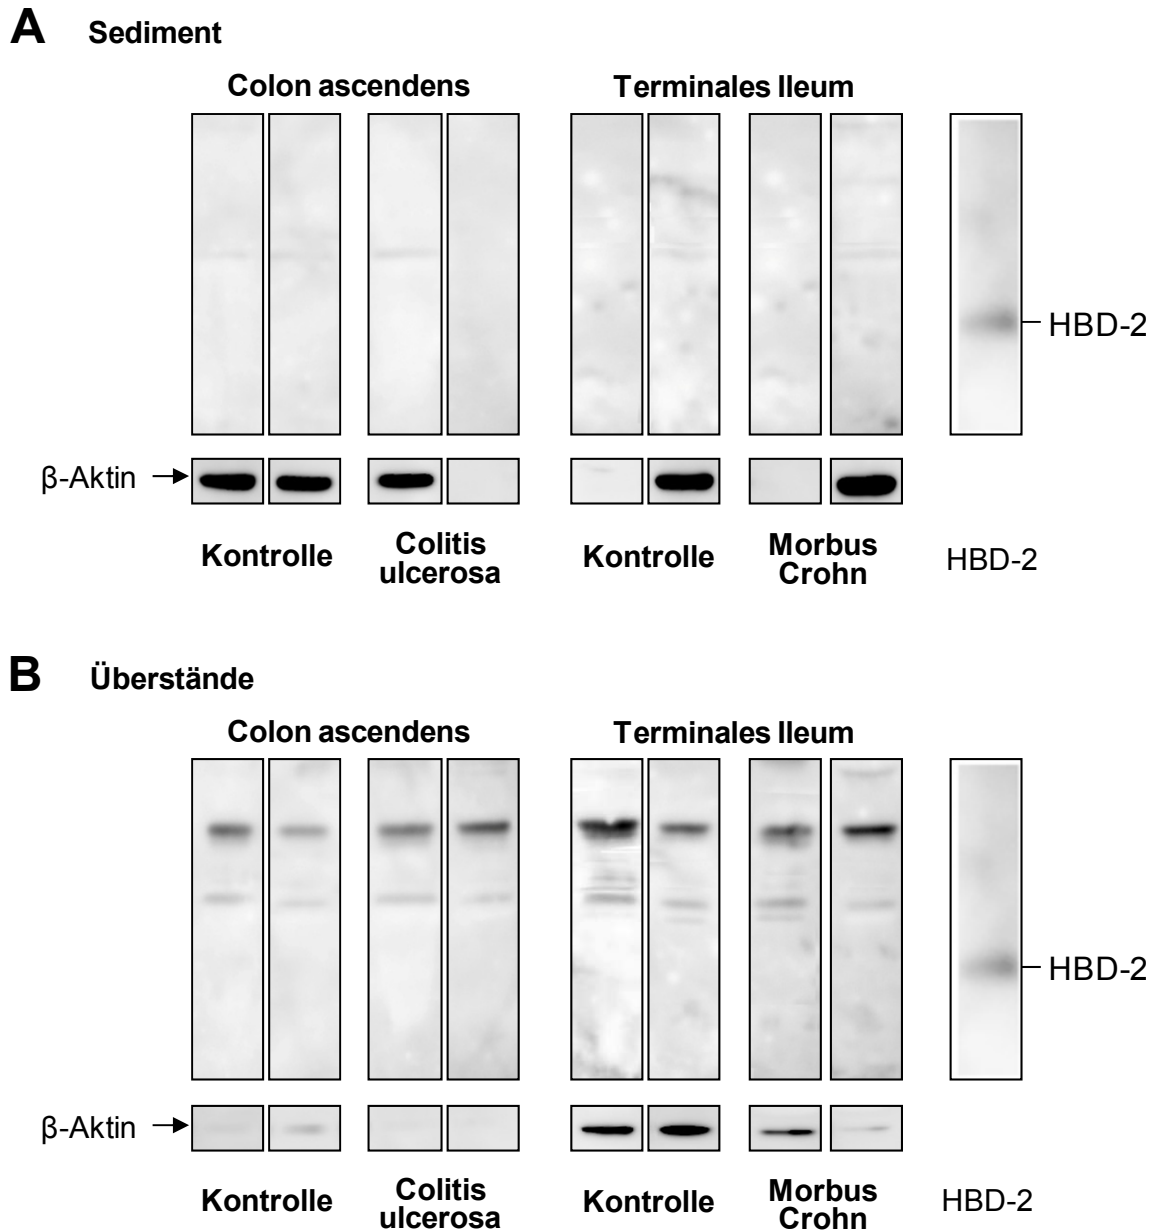 A Sediment
Colon ascendens Terminales Ileum
HBD-2
β-Aktin
Kontrolle Colitis ulcerosa Kontrolle Morbus Crohn HBD-2
B Überstände
Colon ascendens Terminales Ileum
HBD-2
β-Aktin
Kontrolle Colitis ulcerosa Kontrolle Morbus Crohn HBD-2